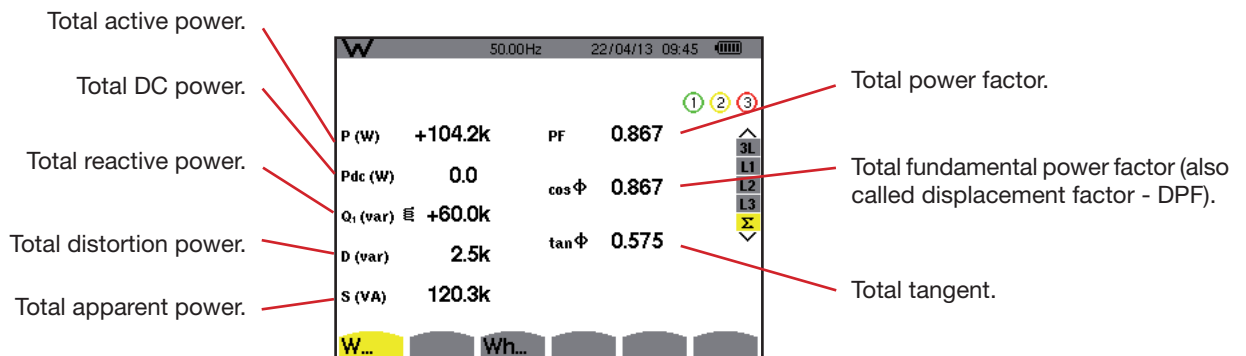 Total active power.
Total DC power.
Total reactive power.
Total distortion power.
Total apparent power.
W 50.00Hz 22/04/13 09:45
1 2 3
P (W) +104.2k PF 0.867
Pdc (W) 0.0 cos Φ 0.867
Q₁ (var) +60.0k
D (var) 2.5k tan Φ 0.575
S (VA) 120.3k
3L
L1
L2
L3
Σ
W... Wh...
Total power factor.
Total fundamental power factor (also
called displacement factor - DPF).
Total tangent.